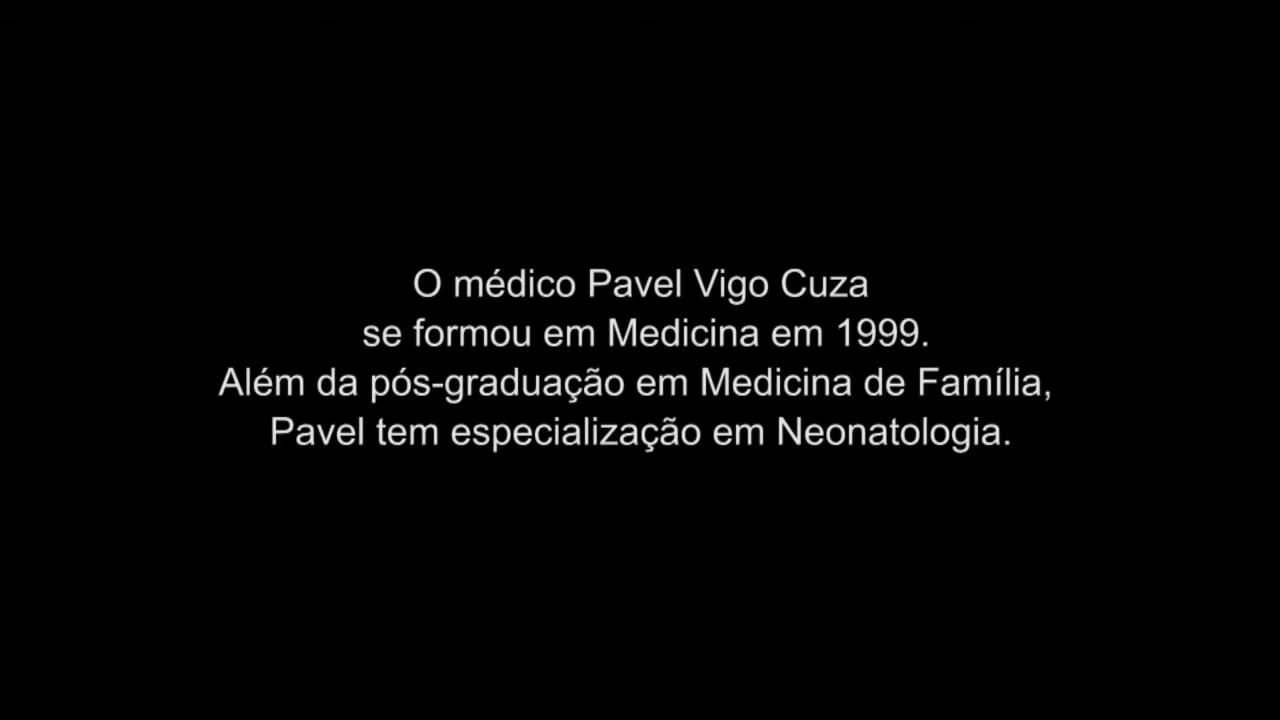 O médico Pavel Vigo Cuza
se formou em Medicina em 1999.
Além da pós-graduação em Medicina de Família,
Pavel tem especialização em Neonatologia.